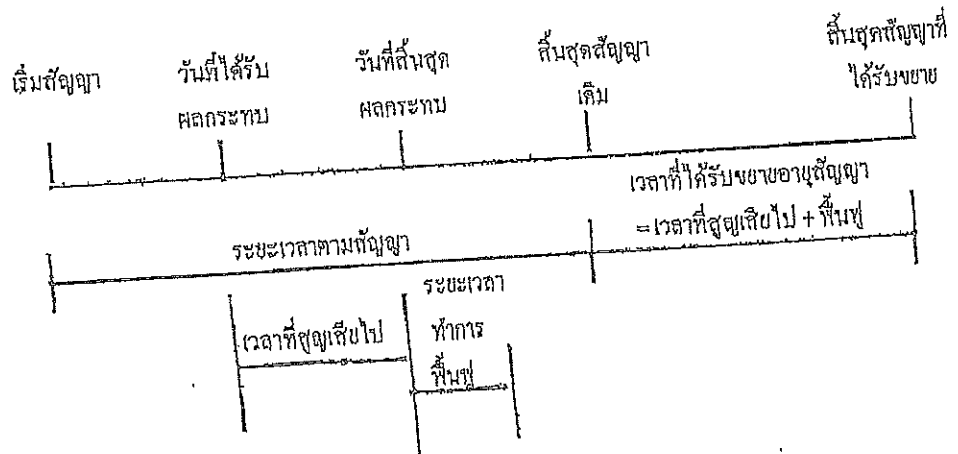 เริ่มสัญญา
วันที่ได้รับ
ผลกระทบ
วันที่สิ้นสุด
ผลกระทบ
สิ้นสุดสัญญา
เดิม
สิ้นสุดสัญญาที่
ได้รับขยาย
เวลาที่ได้รับขยายอายุสัญญา
=เวลาที่สูญเสียไป + ฟื้นฟู
ระยะเวลาตามสัญญา
เวลาที่สูญเสียไป
ระยะเวลา
ทำการ
ฟื้นฟู